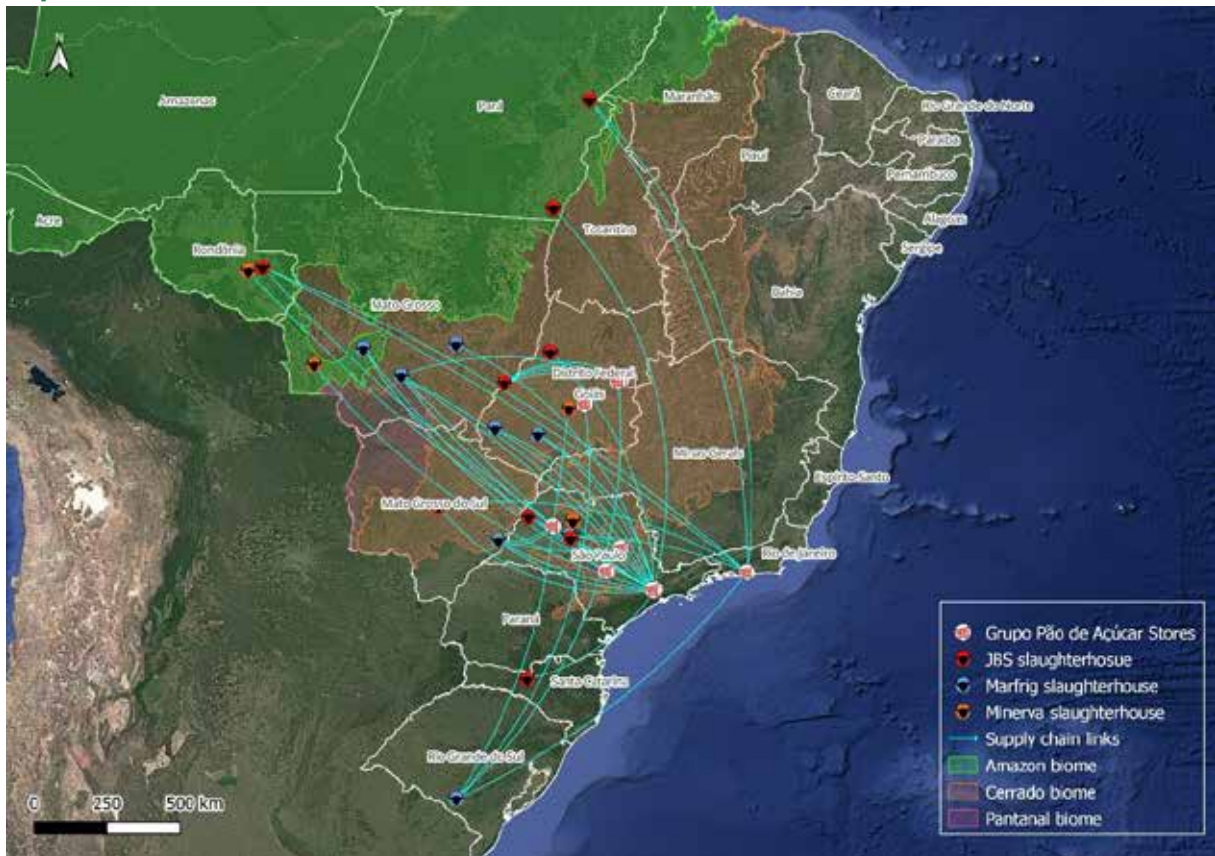 N
Amazonas
Pará
Maranhão
Ceará
Rio Grande do Norte
Paraíba
Piauí
Pernambuco
Acre
Alagoas
Tocantins
Sergipe
Rondônia
Bahia
Mato Grosso
Distrito Federal
Goiás
Minas Gerais
Espírito Santo
Mato Grosso do Sul
São Paulo
Rio de Janeiro
Paraná
Santa Catarina
Rio Grande do Sul
0 250 500 km
Grupo Pão de Açúcar Stores
JBS slaughterhosue
Marfrig slaughterhouse
Minerva slaughterhouse
Supply chain links
Amazon biome
Cerrado biome
Pantanal biome